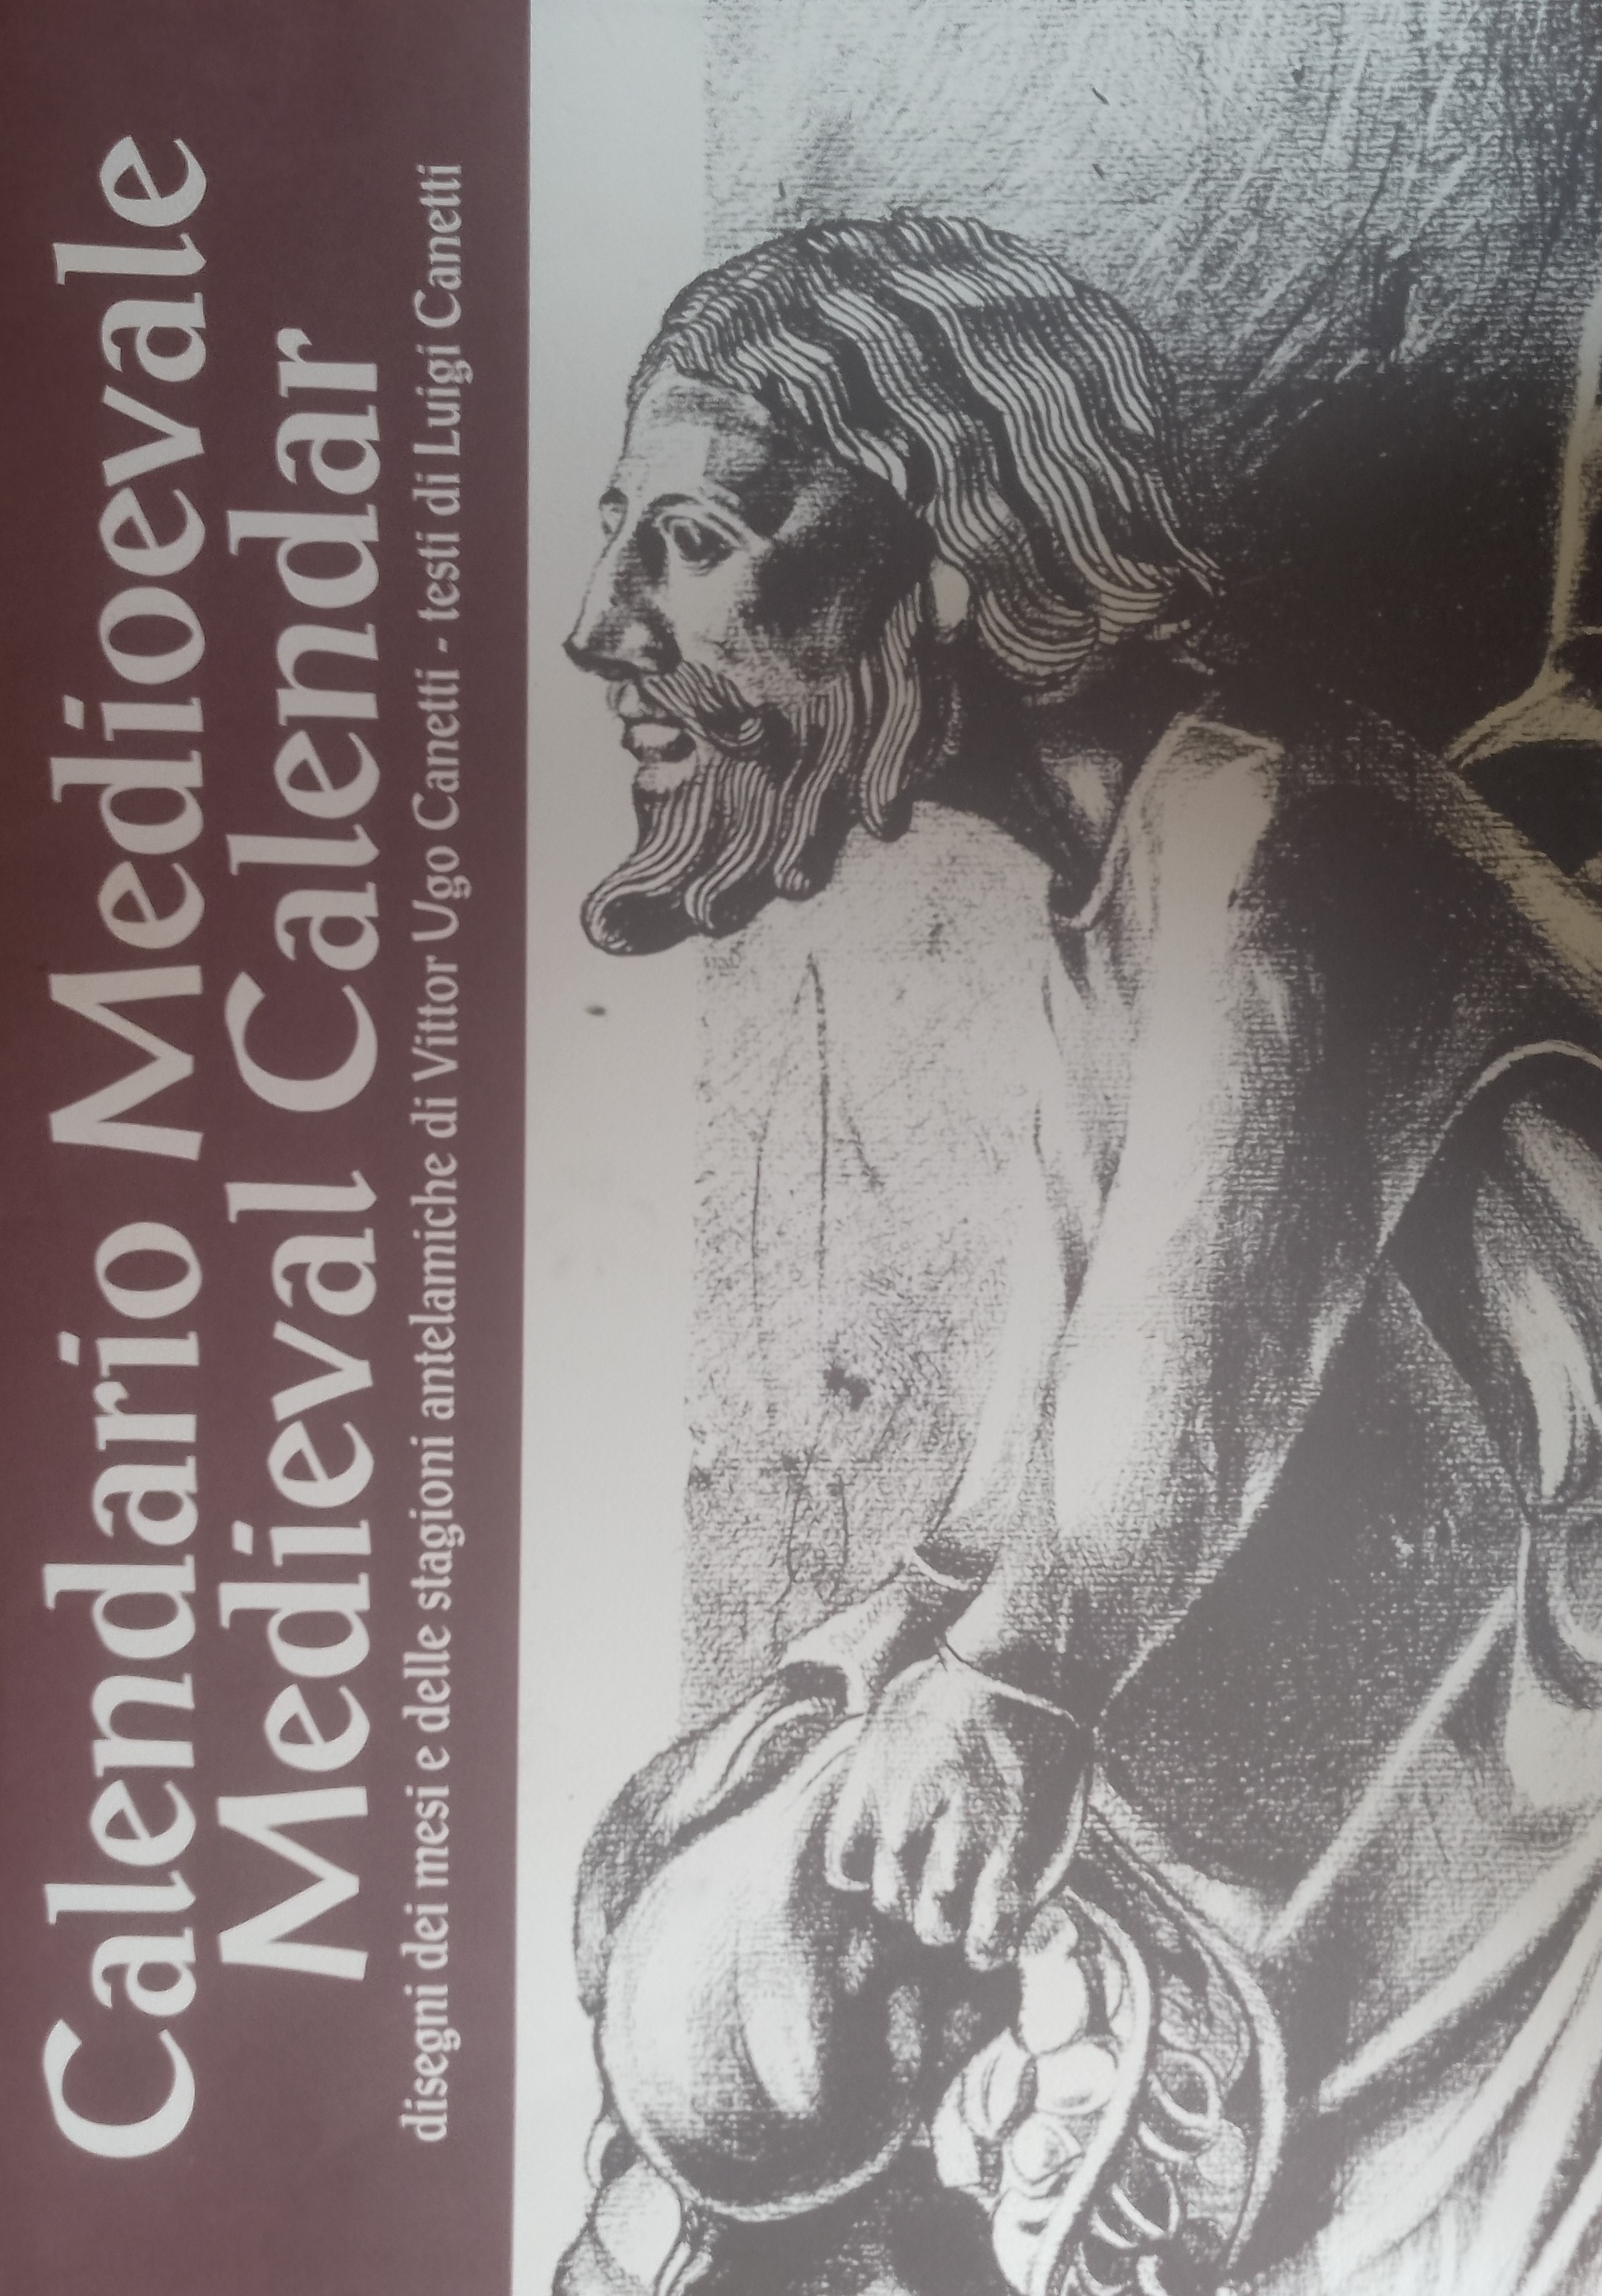 Calendario Medioevale
Medieval Calendar
disegni dei mesi e delle stagioni antelamiche di Vittor Ugo Canetti - testi di Luigi Canetti